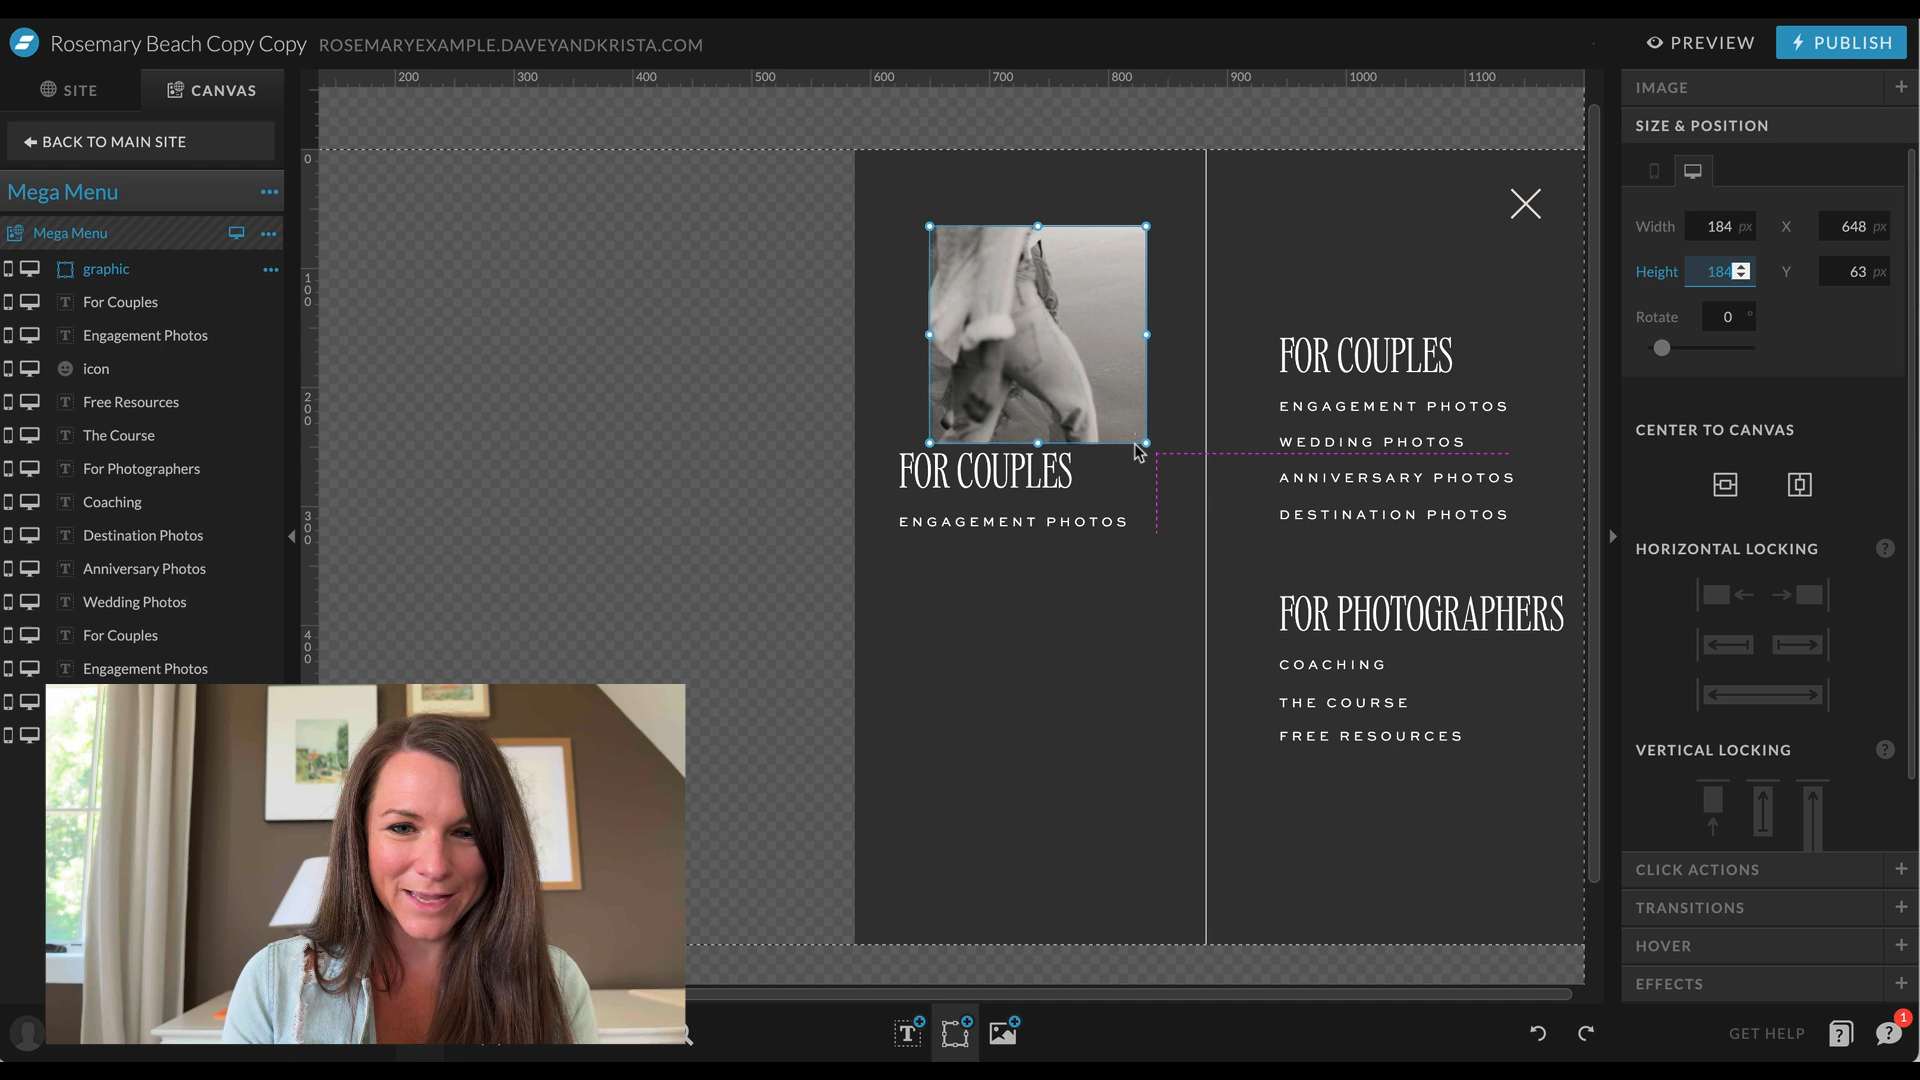 Rosemary Beach Copy Copy ROSEMARYEXAMPLE.DAVEYANDKRISTA.COM
PREVIEW
PUBLISH
SITE
CANVAS
BACK TO MAIN SITE
Mega Menu
Mega Menu
graphic
For Couples
Engagement Photos
icon
Free Resources
The Course
For Photographers
Coaching
Destination Photos
Anniversary Photos
Wedding Photos
For Couples
Engagement Photos
200 300 400 500 600 700 800 900 1000 1100
0
100
200
300
400
FOR COUPLES
ENGAGEMENT PHOTOS
FOR COUPLES
ENGAGEMENT PHOTOS
WEDDING PHOTOS
ANNIVERSARY PHOTOS
DESTINATION PHOTOS
FOR PHOTOGRAPHERS
COACHING
THE COURSE
FREE RESOURCES
IMAGE
SIZE & POSITION
Width 184 px X 648 px
Height 184 Y 63 px
Rotate 0 °
CENTER TO CANVAS
HORIZONTAL LOCKING ?
VERTICAL LOCKING ?
CLICK ACTIONS
TRANSITIONS
HOVER
EFFECTS
T
GET HELP ? ? 1